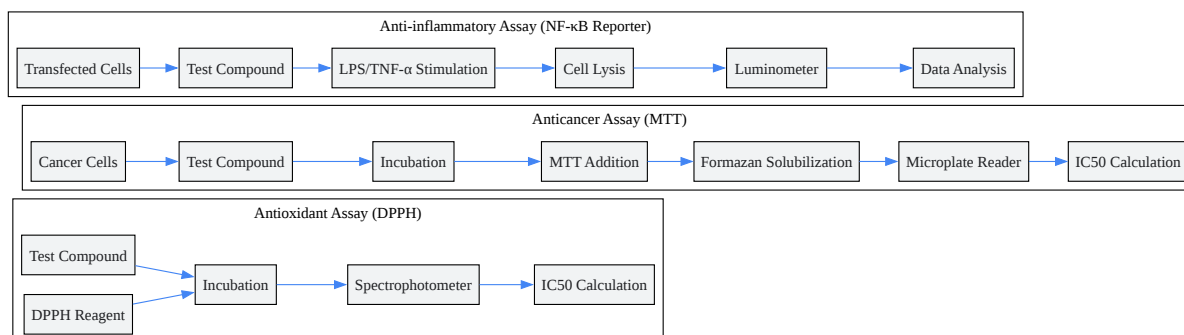 Anti-inflammatory Assay (NF-κB Reporter)
Transfected Cells
Test Compound
LPS/TNF-α Stimulation
Cell Lysis
Luminometer
Data Analysis
Anticancer Assay (MTT)
Cancer Cells
Test Compound
Incubation
MTT Addition
Formazan Solubilization
Microplate Reader
IC50 Calculation
Antioxidant Assay (DPPH)
Test Compound
DPPH Reagent
Incubation
Spectrophotometer
IC50 Calculation